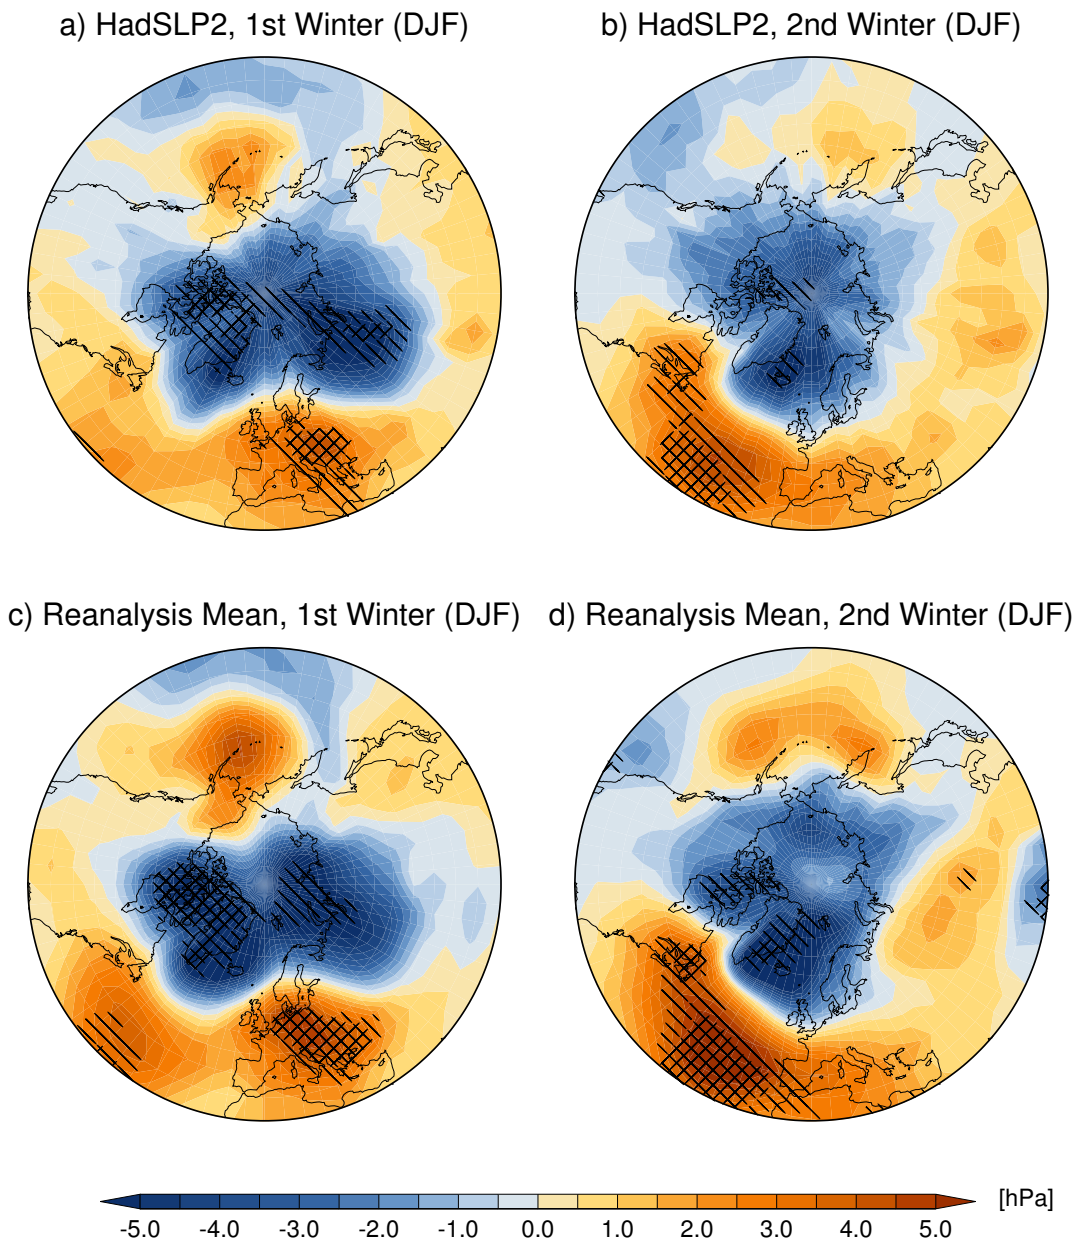 a) HadSLP2, 1st Winter (DJF)
b) HadSLP2, 2nd Winter (DJF)
c) Reanalysis Mean, 1st Winter (DJF)
d) Reanalysis Mean, 2nd Winter (DJF)
[hPa]
-5.0 -4.0 -3.0 -2.0 -1.0 0.0 1.0 2.0 3.0 4.0 5.0